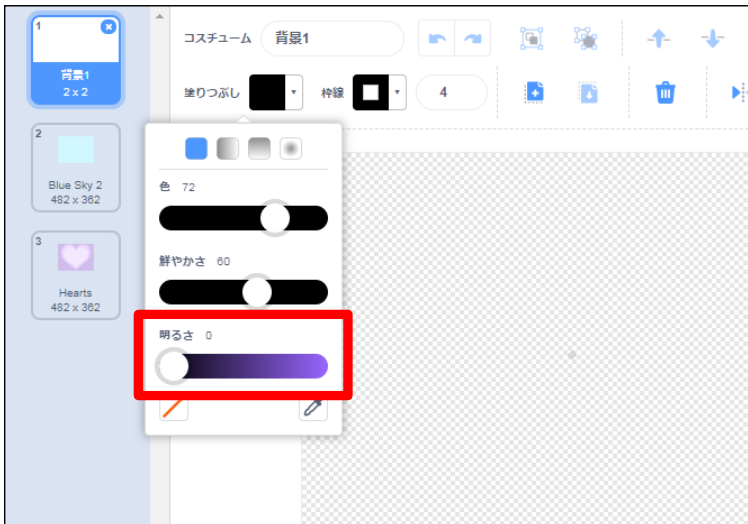 1
背景1
2 x 2
2
Blue Sky 2
482 x 362
3
Hearts
482 x 362
コスチューム 背景1
塗りつぶし 枠線 4
色 72
鮮やかさ 60
明るさ 0